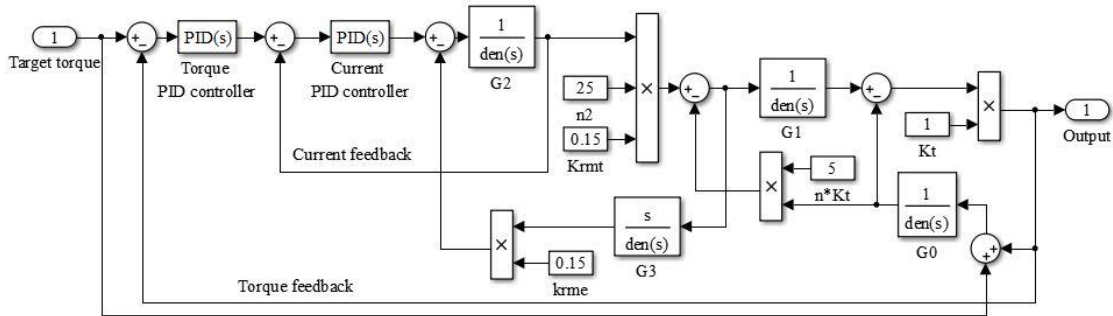 1
Target torque
+
-
PID(s)
Torque
PID controller
+
-
PID(s)
Current
PID controller
+
-
1
den(s)
G2
25
n2
0.15
Krmt
×
+
-
1
den(s)
G1
+
-
1
Kt
×
1
Output
Current feedback
5
n*Kt
×
1
den(s)
G0
+
+
s
den(s)
G3
×
0.15
krme
Torque feedback